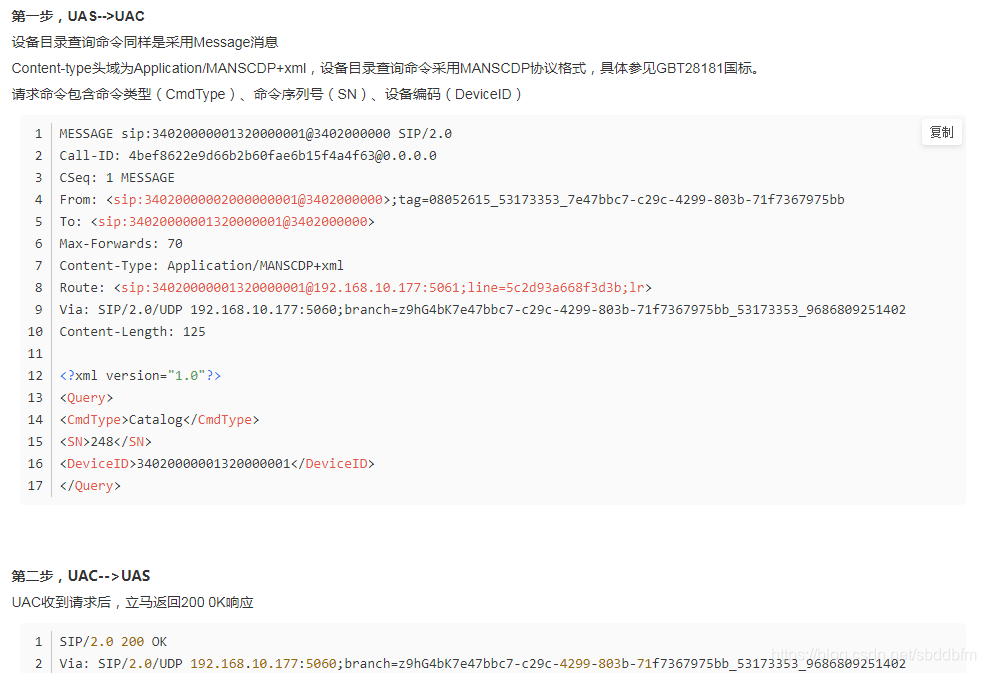 第一步，UAS-->UAC
设备目录查询命令同样是采用Message消息
Content-type头域为Application/MANSCDP+xml，设备目录查询命令采用MANSCDP协议格式，具体参见GBT28181国标。
请求命令包含命令类型（CmdType）、命令序列号（SN）、设备编码（DeviceID）
复制
1 MESSAGE sip:34020000001320000001@3402000000 SIP/2.0
2 Call-ID: 4bef8622e9d66b2b60fae6b15f4a4f63@0.0.0.0
3 CSeq: 1 MESSAGE
4 From: <sip:34020000002000000001@3402000000>;tag=08052615_53173353_7e47bbc7-c29c-4299-803b-71f7367975bb
5 To: <sip:34020000001320000001@3402000000>
6 Max-Forwards: 70
7 Content-Type: Application/MANSCDP+xml
8 Route: <sip:34020000001320000001@192.168.10.177:5061;line=5c2d93a668f3d3b;lr>
9 Via: SIP/2.0/UDP 192.168.10.177:5060;branch=z9hG4bK7e47bbc7-c29c-4299-803b-71f7367975bb_53173353_9686809251402
10 Content-Length: 125
11
12 <?xml version="1.0"?>
13 <Query>
14 <CmdType>Catalog</CmdType>
15 <SN>248</SN>
16 <DeviceID>34020000001320000001</DeviceID>
17 </Query>
第二步，UAC-->UAS
UAC收到请求后，立马返回200 0K响应
1 SIP/2.0 200 OK
2 Via: SIP/2.0/UDP 192.168.10.177:5060;branch=z9hG4bK7e47bbc7-c29c-4299-803b-71f7367975bb_53173353_9686809251402
https://blog.csdn.net/sbddbfm